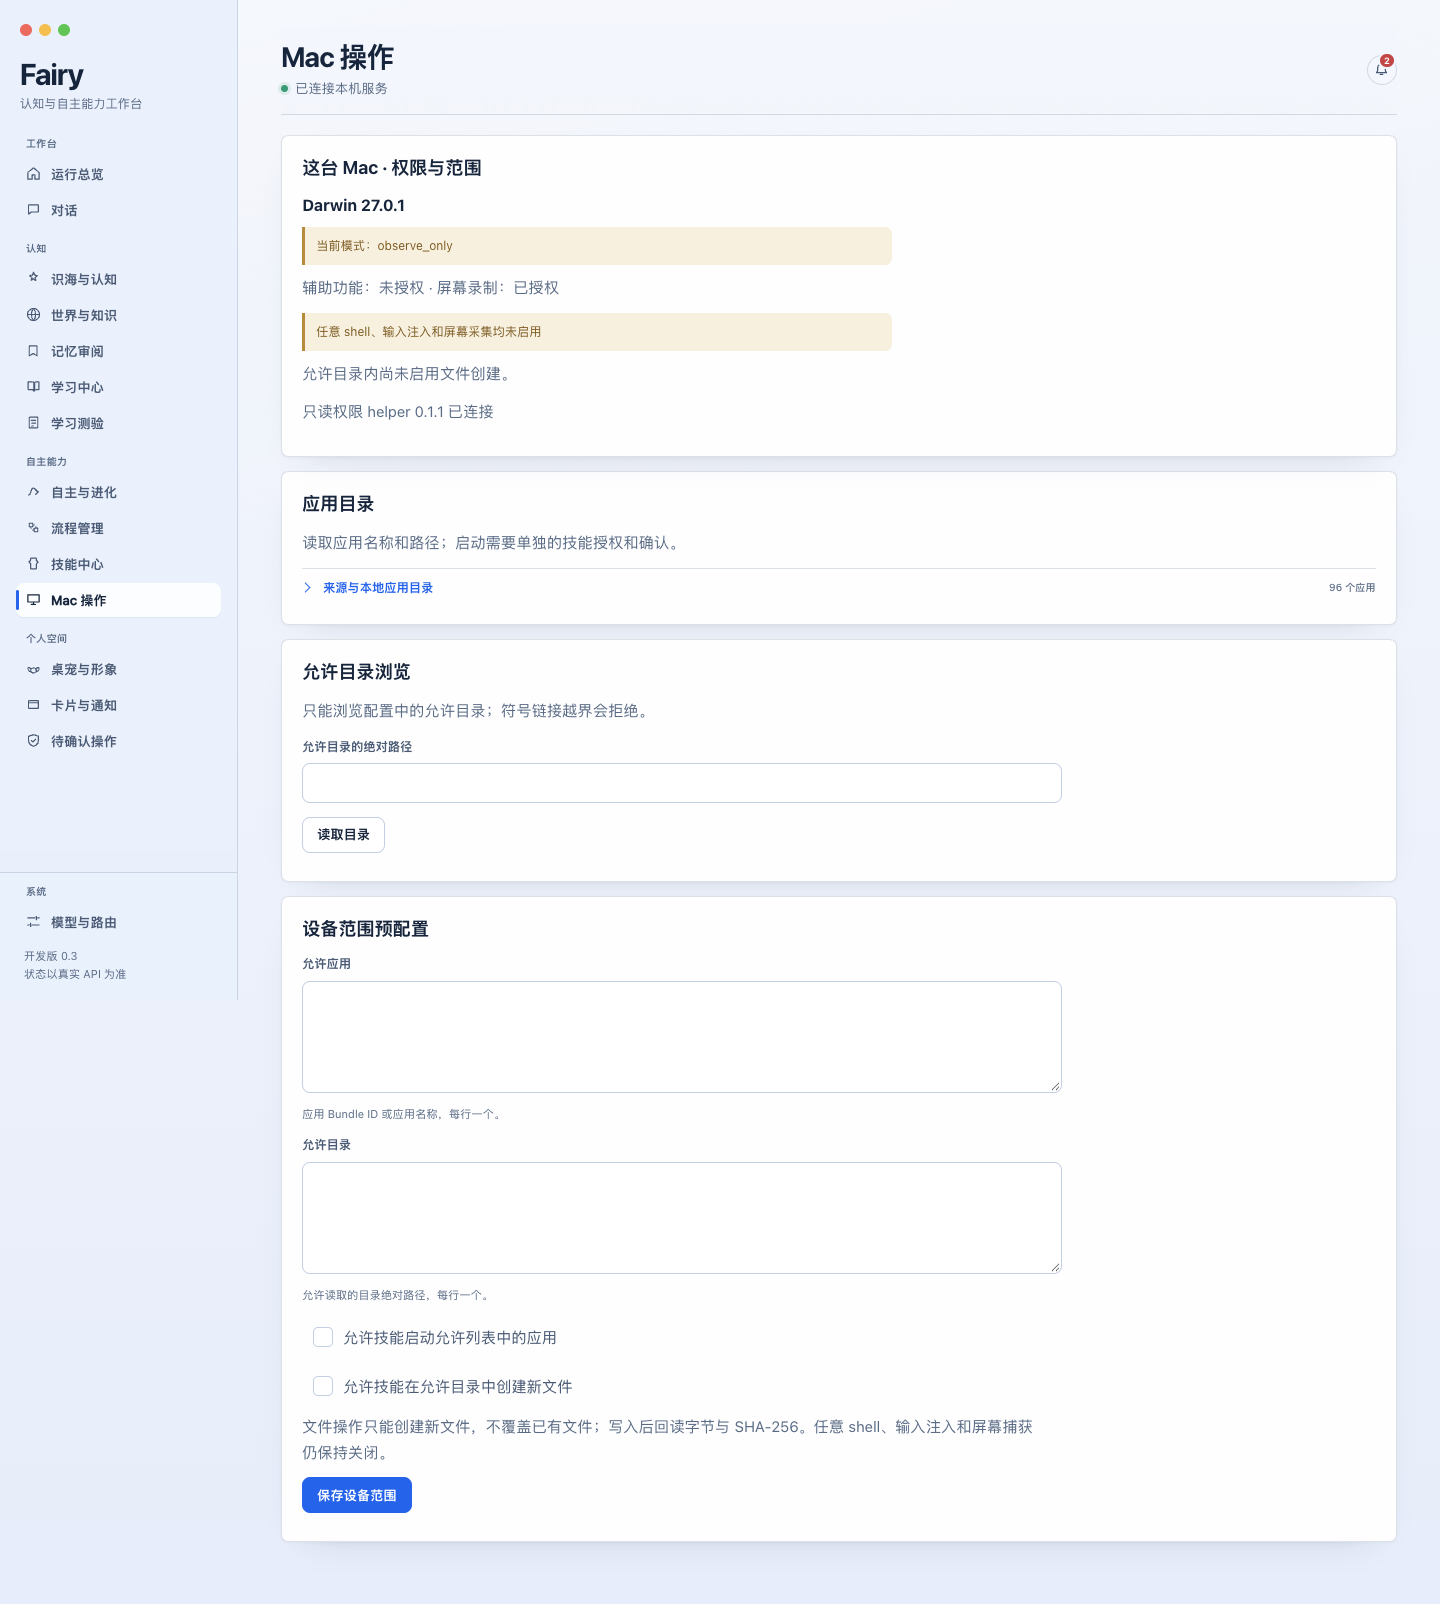 Fairy
认知与自主能力工作台
工作台
运行总览
对话
认知
识海与认知
世界与知识
记忆审阅
学习中心
学习测验
自主能力
自主与进化
流程管理
技能中心
Mac 操作
个人空间
桌宠与形象
卡片与通知
待确认操作
系统
模型与路由
开发版 0.3
状态以真实 API 为准
Mac 操作
已连接本机服务
2
这台 Mac · 权限与范围
Darwin 27.0.1
当前模式：observe_only
辅助功能：未授权 · 屏幕录制：已授权
任意 shell、输入注入和屏幕采集均未启用
允许目录内尚未启用文件创建。
只读权限 helper 0.1.1 已连接
应用目录
读取应用名称和路径；启动需要单独的技能授权和确认。
来源与本地应用目录
96 个应用
允许目录浏览
只能浏览配置中的允许目录；符号链接越界会拒绝。
允许目录的绝对路径
读取目录
设备范围预配置
允许应用
应用 Bundle ID 或应用名称，每行一个。
允许目录
允许读取的目录绝对路径，每行一个。
允许技能启动允许列表中的应用
允许技能在允许目录中创建新文件
文件操作只能创建新文件，不覆盖已有文件；写入后回读字节与 SHA-256。任意 shell、输入注入和屏幕捕获
仍保持关闭。
保存设备范围